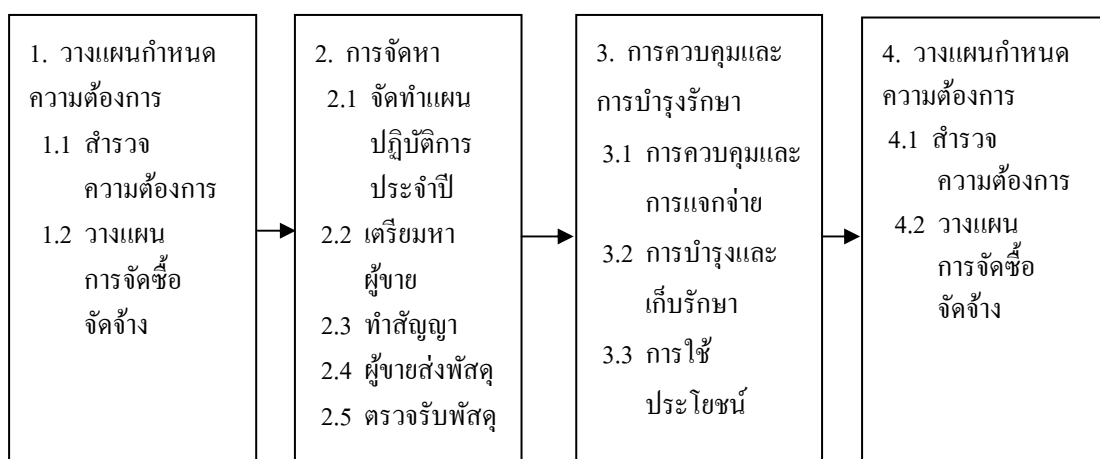 1. วางแผนกำหนด
ความต้องการ
1.1 สำรวจ
ความต้องการ
1.2 วางแผน
การจัดซื้อ
จัดจ้าง
2. การจัดหา
2.1 จัดทำแผน
ปฏิบัติการ
ประจำปี
2.2 เตรียมหา
ผู้ขาย
2.3 ทำสัญญา
2.4 ผู้ขายส่งพัสดุ
2.5 ตรวจรับพัสดุ
3. การควบคุมและ
การบำรุงรักษา
3.1 การควบคุมและ
การแจกจ่าย
3.2 การบำรุงและ
เก็บรักษา
3.3 การใช้
ประโยชน์
4. วางแผนกำหนด
ความต้องการ
4.1 สำรวจ
ความต้องการ
4.2 วางแผน
การจัดซื้อ
จัดจ้าง